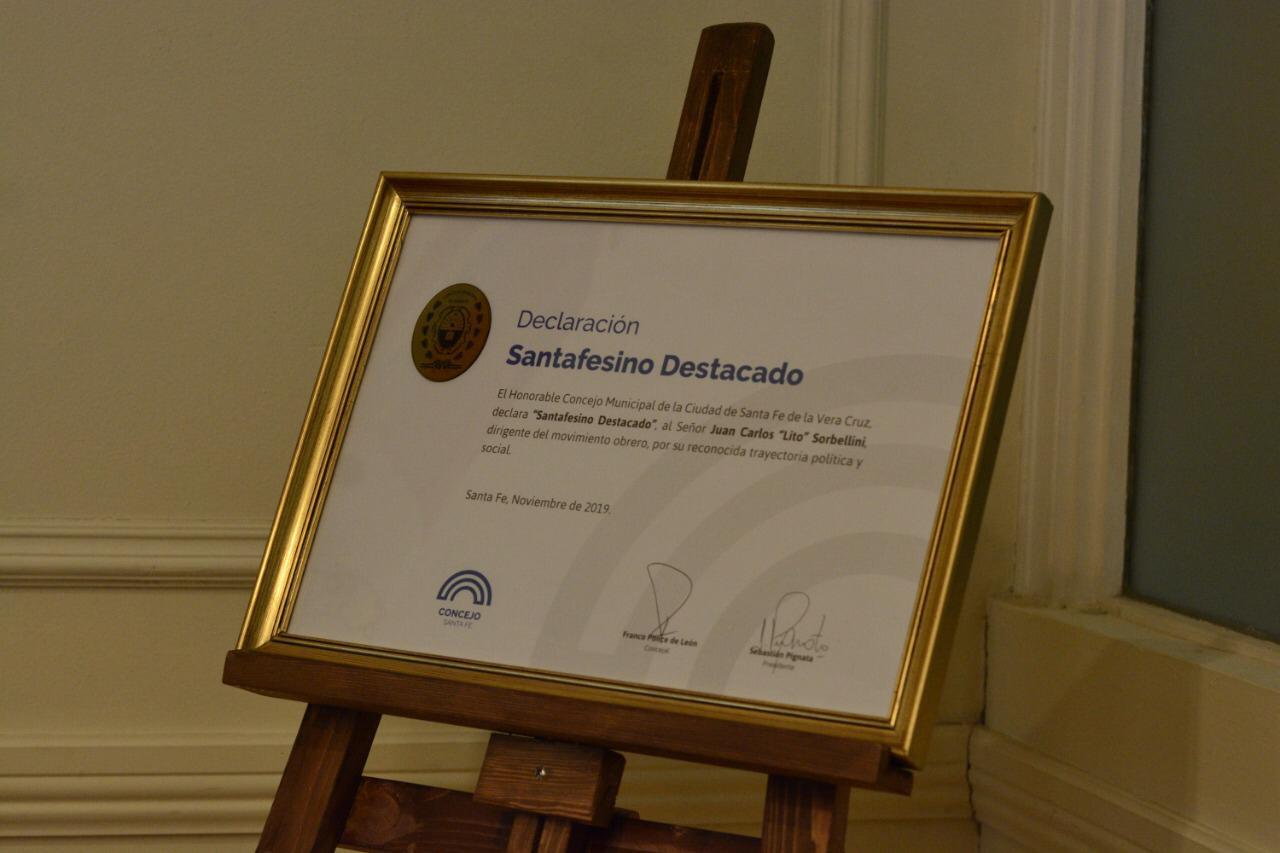 Declaración
Santafesino Destacado
El Honorable Concejo Municipal de la Ciudad de Santa Fe de la Vera Cruz,
declara "Santafesino Destacado", al Señor Juan Carlos "Lito" Sorbellini,
dirigente del movimiento obrero, por su reconocida trayectoria política y
social.
Santa Fe, Noviembre de 2019.
CONCEJO
SANTA FE
Franco Ponce de León
Concejal
Sebastián Pignata
Presidente